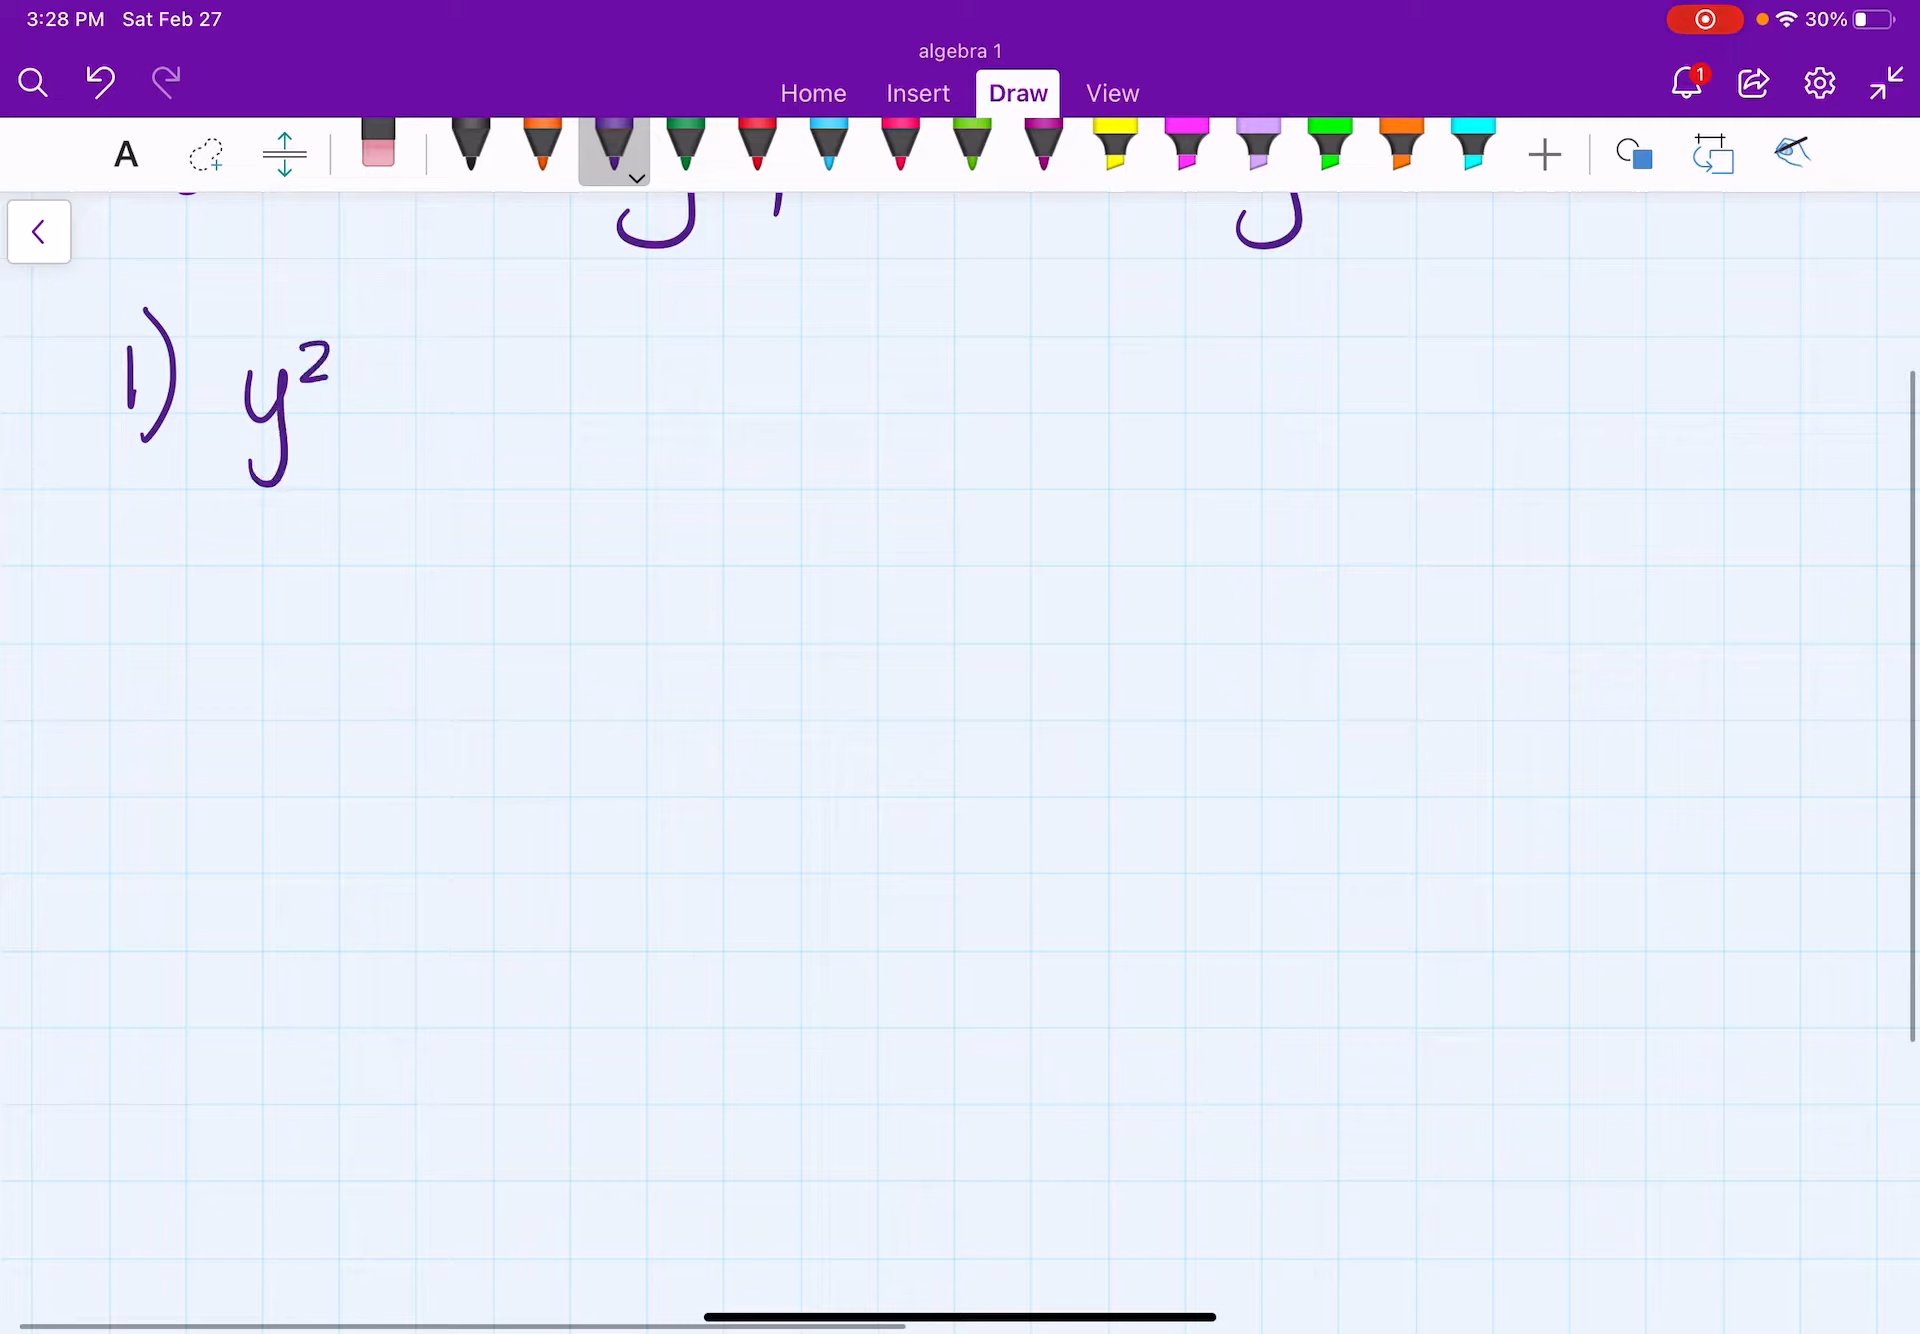 3:28 PM Sat Feb 27
30%
algebra 1
Home Insert Draw View
1
A
1) y²